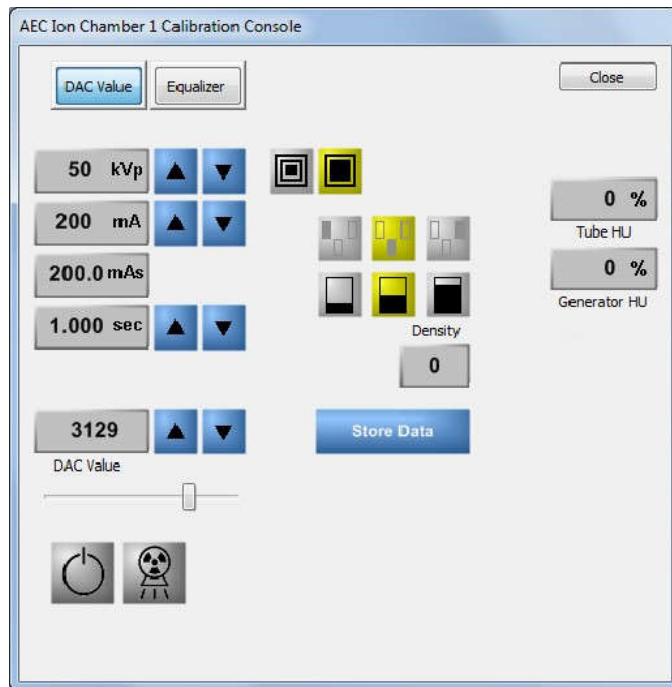 AEC Ion Chamber 1 Calibration Console
DAC Value
Equalizer
Close
50 kVp
200 mA
200.0 mAs
1.000 sec
0 %
Tube HU
0 %
Generator HU
Density
0
3129
DAC Value
Store Data